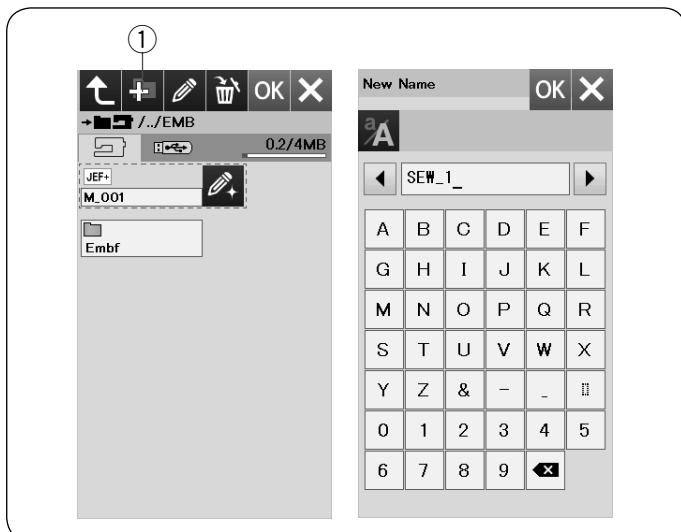 ①
OK
→ /../EMB
0.2/4MB
JEF+
M_001
Embf
New Name
OK
a/A
SEW_1_
A B C D E F
G H I J K L
M N O P Q R
S T U V W X
Y Z & – _
0 1 2 3 4 5
6 7 8 9